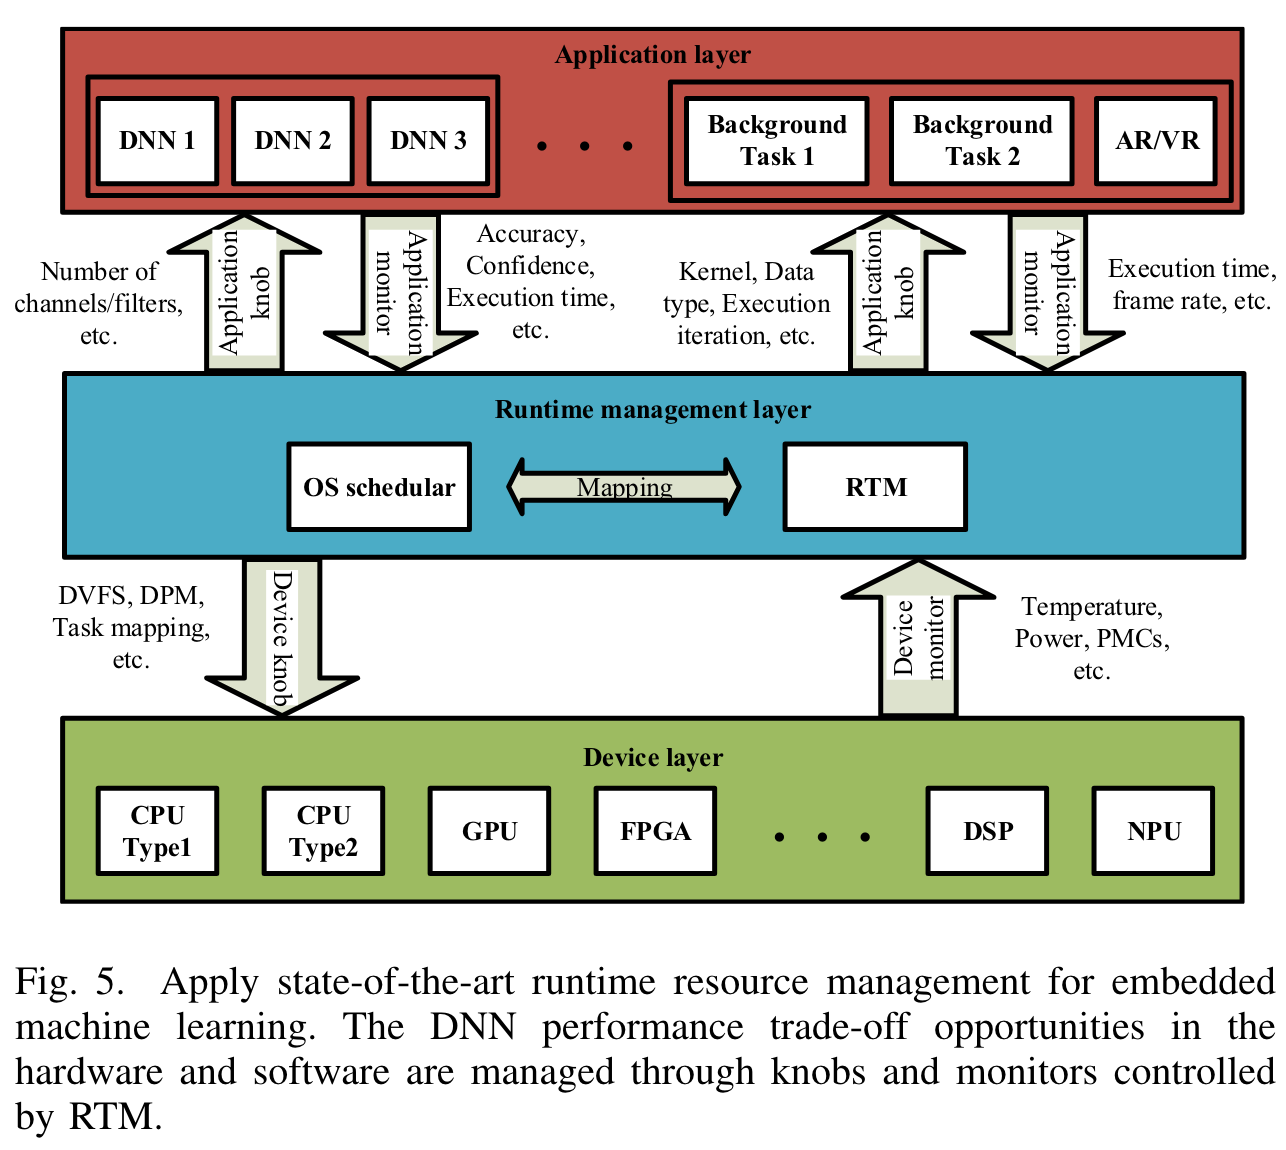 Application layer
DNN 1
DNN 2
DNN 3
. . .
Background
Task 1
Background
Task 2
AR/VR
Number of
channels/filters,
etc.
Application
knob
Application
monitor
Accuracy,
Confidence,
Execution time,
etc.
Kernel, Data
type, Execution
iteration, etc.
Application
knob
Application
monitor
Execution time,
frame rate, etc.
Runtime management layer
OS schedular
Mapping
RTM
DVFS, DPM,
Task mapping,
etc.
Device knob
Device
monitor
Temperature,
Power, PMCs,
etc.
Device layer
CPU
Type1
CPU
Type2
GPU
FPGA
. . .
DSP
NPU
Fig. 5. Apply state-of-the-art runtime resource management for embedded
machine learning. The DNN performance trade-off opportunities in the
hardware and software are managed through knobs and monitors controlled
by RTM.